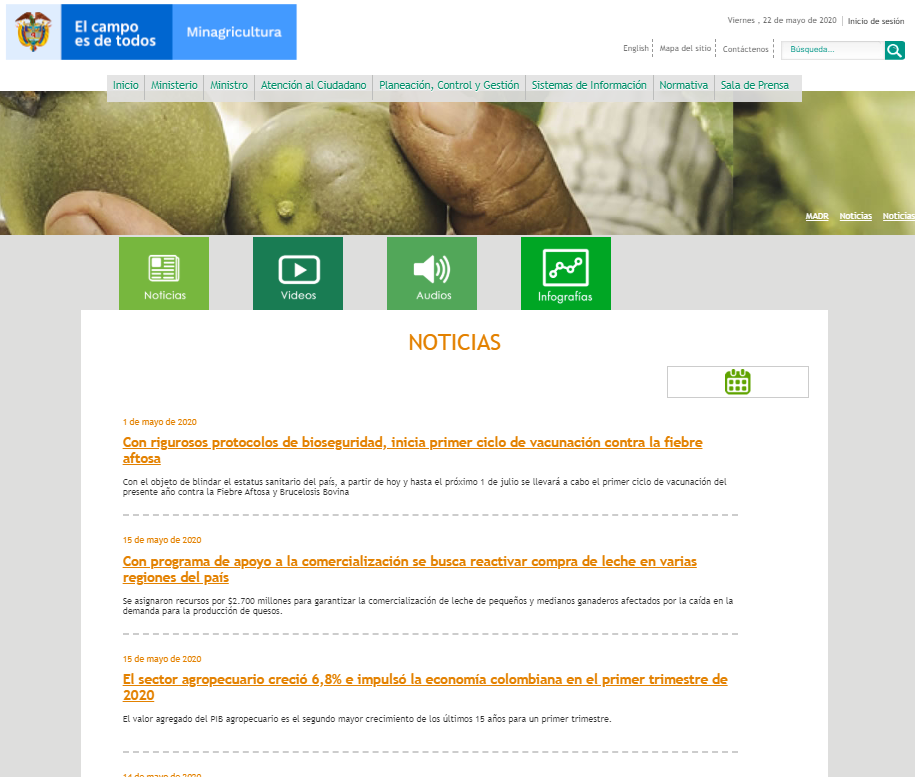 El campo
es de todos
Minagricultura
Viernes , 22 de mayo de 2020 Inicio de sesión
English Mapa del sitio Contáctenos Búsqueda...
Inicio Ministerio Ministro Atención al Ciudadano Planeación, Control y Gestión Sistemas de Información Normativa Sala de Prensa
MADR Noticias Noticias
Noticias Videos Audios Infografías
NOTICIAS
1 de mayo de 2020
Con rigurosos protocolos de bioseguridad, inicia primer ciclo de vacunación contra la fiebre
aftosa
Con el objeto de blindar el estatus sanitario del país, a partir de hoy y hasta el próximo 1 de julio se llevará a cabo el primer ciclo de vacunación del
presente año contra la Fiebre Aftosa y Brucelosis Bovina
15 de mayo de 2020
Con programa de apoyo a la comercialización se busca reactivar compra de leche en varias
regiones del país
Se asignaron recursos por $2.700 millones para garantizar la comercialización de leche de pequeños y medianos ganaderos afectados por la caída en la
demanda para la producción de quesos.
15 de mayo de 2020
El sector agropecuario creció 6,8% e impulsó la economía colombiana en el primer trimestre de
2020
El valor agregado del PIB agropecuario es el segundo mayor crecimiento de los últimos 15 años para un primer trimestre.
14 de mayo de 2020